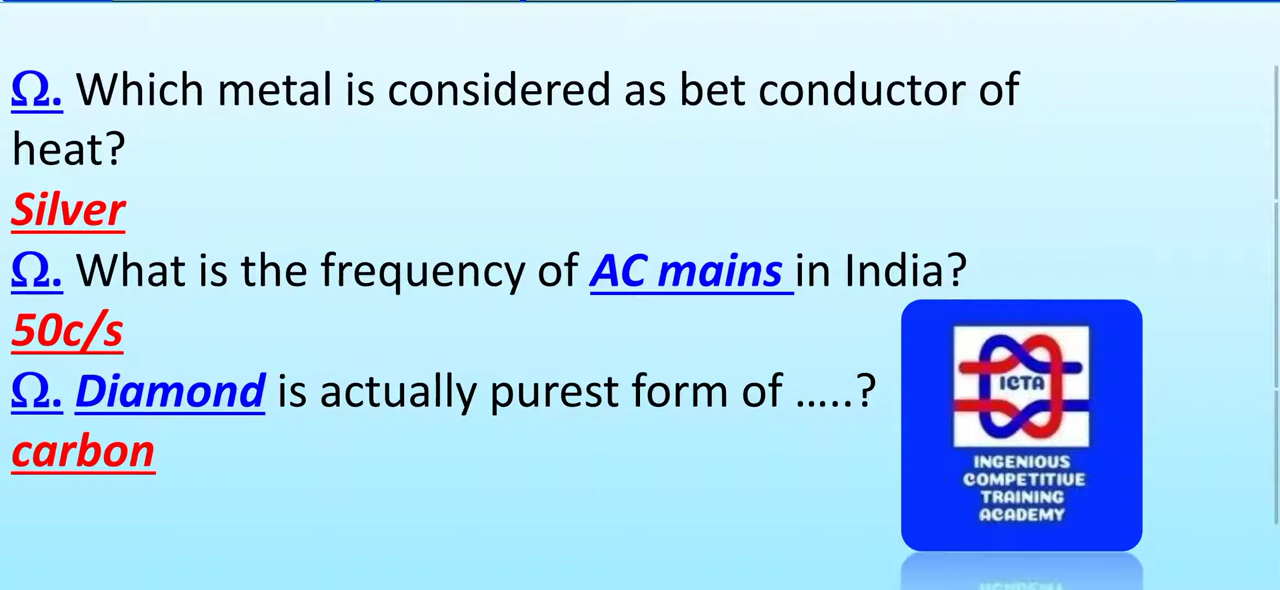 Ω. Which metal is considered as bet conductor of
heat?
Silver
Ω. What is the frequency of AC mains in India?
50c/s
Ω. Diamond is actually purest form of .....?
carbon
ICTA
INGENIOUS
COMPETITIVE
TRAINING
ACADEMY